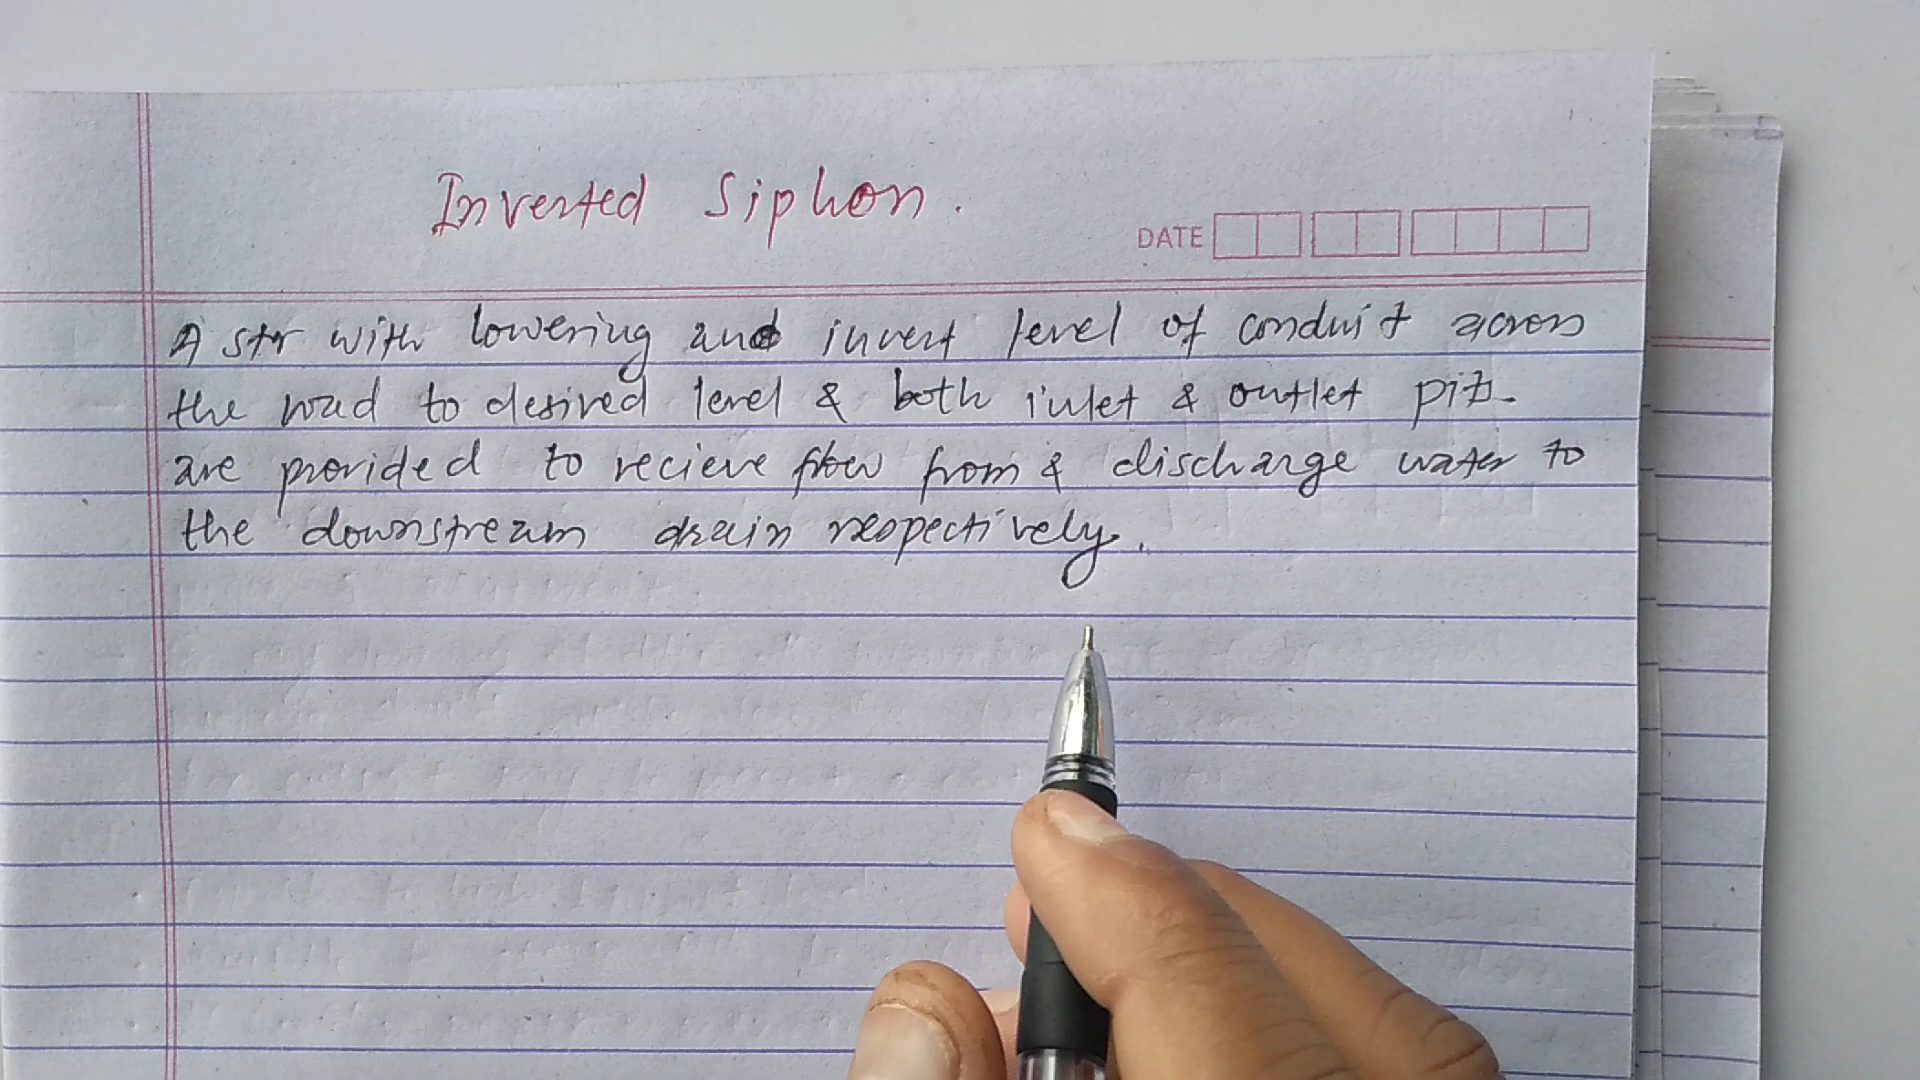 Inverted Siphon.
DATE
A str with lowering and invert level of conduit across
the road to desired level & both inlet & outlet pit.
are provided to recieve flow from & discharge water to
the downstream drain respectively.